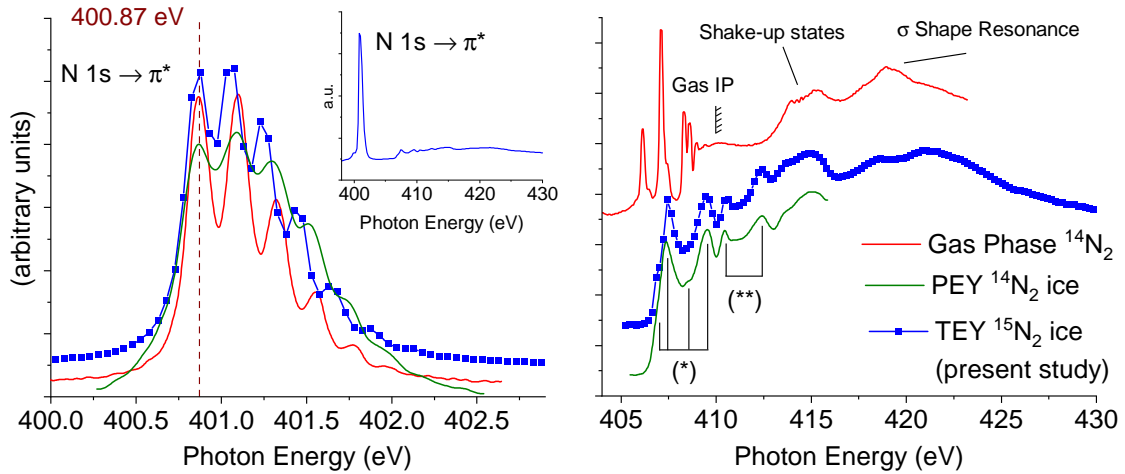 400.87 eV
N 1s → π*
(arbitrary units)
400.0 400.5 401.0 401.5 402.0 402.5
Photon Energy (eV)
N 1s → π*
a.u.
400 410 420 430
Photon Energy (eV)
Shake-up states
σ Shape Resonance
Gas IP
(*)
(**)
Gas Phase ¹⁴N₂
PEY ¹⁴N₂ ice
TEY ¹⁵N₂ ice
(present study)
405 410 415 420 425 430
Photon Energy (eV)